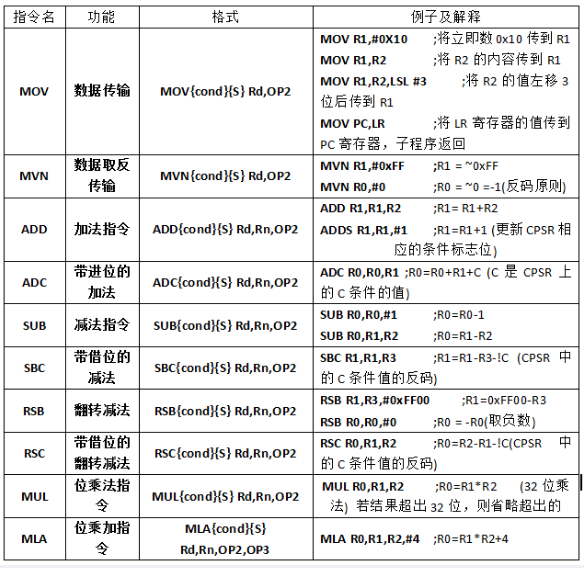 指令名 功能 格式 例子及解释
MOV 数据传输 MOV{cond}{S} Rd,OP2
MOV R1,#0X10 ;将立即数 0x10 传到 R1
MOV R1,R2 ;将 R2 的内容传到 R1
MOV R1,R2,LSL #3 ;将 R2 的值左移 3
位后传到 R1
MOV PC,LR ;将 LR 寄存器的值传到
PC 寄存器，子程序返回
MVN 数据取反
传输 MVN{cond}{S} Rd,OP2
MVN R1,#0xFF ;R1 = ~0xFF
MVN R0,#0 ;R0 = ~0 =-1(反码原则)
ADD 加法指令 ADD{cond}{S} Rd,Rn,OP2
ADD R1,R1,R2 ;R1= R1+R2
ADDS R1,R1,#1 ;R1=R1+1 (更新 CPSR 相
应的条件标志位)
ADC 带进位的
加法 ADC{cond}{S} Rd,Rn,OP2
ADC R0,R0,R1 ;R0=R0+R1+C (C 是 CPSR 上
的 C 条件的值)
SUB 减法指令 SUB{cond}{S} Rd,Rn,OP2
SUB R0,R0,#1 ;R0=R0-1
SUB R0,R1,R2 ;R0=R1-R2
SBC 带借位的
减法 SBC{cond}{S} Rd,Rn,OP2
SBC R1,R1,R3 ;R1=R1-R3-!C (CPSR 中
的 C 条件值的反码)
RSB 翻转减法 RSB{cond}{S} Rd,Rn,OP2
RSB R1,R3,#0xFF00 ;R1=0xFF00-R3
RSB R0,R0,#0 ;R0 = -R0(取负数)
RSC 带借位的
翻转减法 RSC{cond}{S} Rd,Rn,OP2
RSC R0,R1,R2 ;R0=R2-R1-!C(CPSR 中
的 C 条件值的反码)
MUL 位乘法指
令 MUL{cond}{S} Rd,Rn,OP2
MUL R0,R1,R2 ;R0=R1*R2 (32 位乘
法) 若结果超出 32 位，则省略超出的
MLA 位乘加指
令 MLA{cond}{S}
Rd,Rn,OP2,OP3
MLA R0,R1,R2,#4 ;R0=R1*R2+4